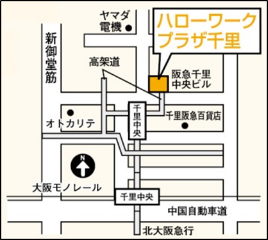 ハローワーク
プラザ千里
ヤマダ
電機
新御堂筋
高架道
阪急千里
中央ビル
千里中央
千里阪急百貨店
オトカリテ
N
大阪モノレール
千里中央
中国自動車道
北大阪急行